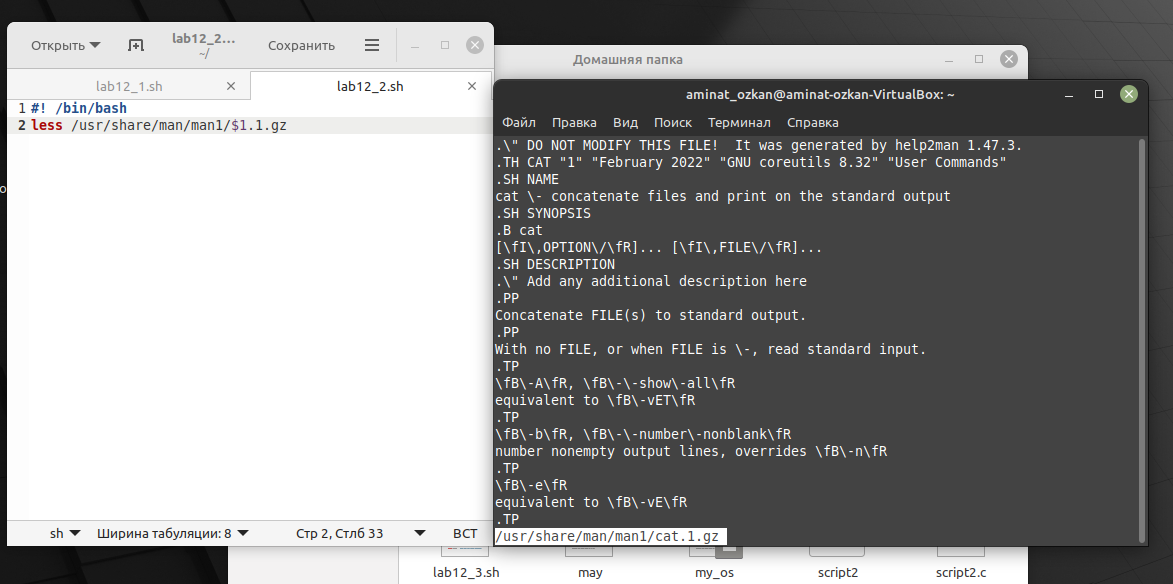 Открыть
lab12_2...
~/
Сохранить
lab12_1.sh
lab12_2.sh
1 #! /bin/bash
2 less /usr/share/man/man1/$1.1.gz
sh
Ширина табуляции: 8
Стр 2, Стлб 33
ВСТ
Домашняя папка
aminat_ozkan@aminat-ozkan-VirtualBox: ~
Файл Правка Вид Поиск Терминал Справка
.\" DO NOT MODIFY THIS FILE!  It was generated by help2man 1.47.3.
.TH CAT "1" "February 2022" "GNU coreutils 8.32" "User Commands"
.SH NAME
cat \- concatenate files and print on the standard output
.SH SYNOPSIS
.B cat
[\fI\,OPTION\/\fR]... [\fI\,FILE\/\fR]...
.SH DESCRIPTION
.\" Add any additional description here
.PP
Concatenate FILE(s) to standard output.
.PP
With no FILE, or when FILE is \-, read standard input.
.TP
\fB\-A\fR, \fB\-\-show\-all\fR
equivalent to \fB\-vET\fR
.TP
\fB\-b\fR, \fB\-\-number\-nonblank\fR
number nonempty output lines, overrides \fB\-n\fR
.TP
\fB\-e\fR
equivalent to \fB\-vE\fR
.TP
/usr/share/man/man1/cat.1.gz
lab12_3.sh
may
my_os
script2
script2.c